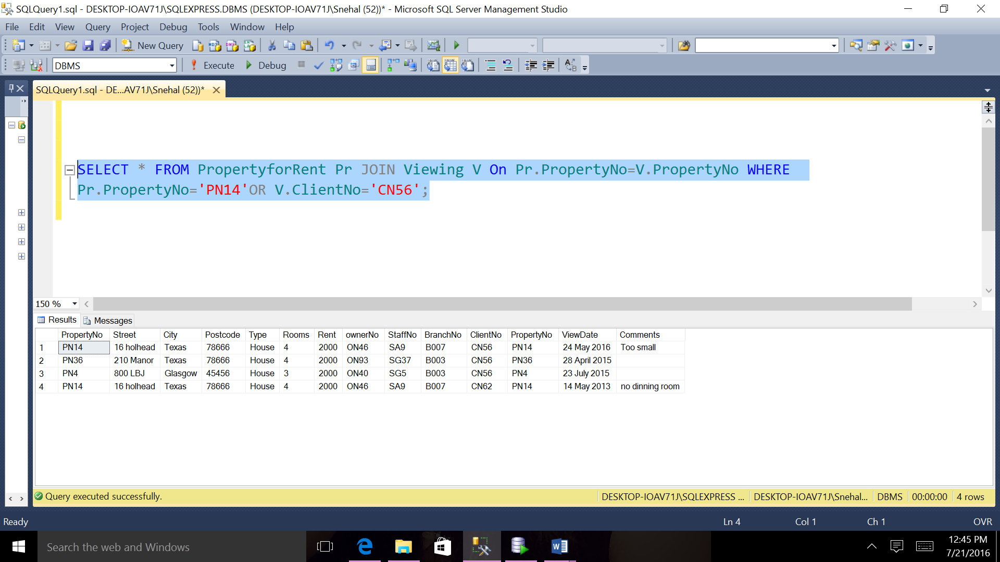 SQLQuery1.sql - DESKTOP-IOAV71J\SQLEXPRESS.DBMS (DESKTOP-IOAV71J\Snehal (52))* - Microsoft SQL Server Management Studio
File Edit View Query Project Debug Tools Window Help
New Query
DBMS Execute Debug
SQLQuery1.sql - DE...AV71J\Snehal (52))*
SELECT * FROM PropertyforRent Pr JOIN Viewing V On Pr.PropertyNo=V.PropertyNo WHERE
Pr.PropertyNo='PN14'OR V.ClientNo='CN56';
150 %
Results Messages
PropertyNo Street City Postcode Type Rooms Rent ownerNo StaffNo BranchNo ClientNo PropertyNo ViewDate Comments
1 PN14 16 holhead Texas 78666 House 4 2000 ON46 SA9 B007 CN56 PN14 24 May 2016 Too small
2 PN36 210 Manor Texas 78666 House 4 2000 ON93 SG37 B003 CN56 PN36 28 April 2015
3 PN4 800 LBJ Glasgow 45456 House 3 2000 ON40 SG5 B003 CN56 PN4 23 July 2015
4 PN14 16 holhead Texas 78666 House 4 2000 ON46 SA9 B007 CN62 PN14 14 May 2013 no dinning room
Query executed successfully. DESKTOP-IOAV71J\SQLEXPRESS ... DESKTOP-IOAV71J\Snehal... DBMS 00:00:00 4 rows
Ready Ln 4 Col 1 Ch 1 OVR
Search the web and Windows
12:45 PM
7/21/2016